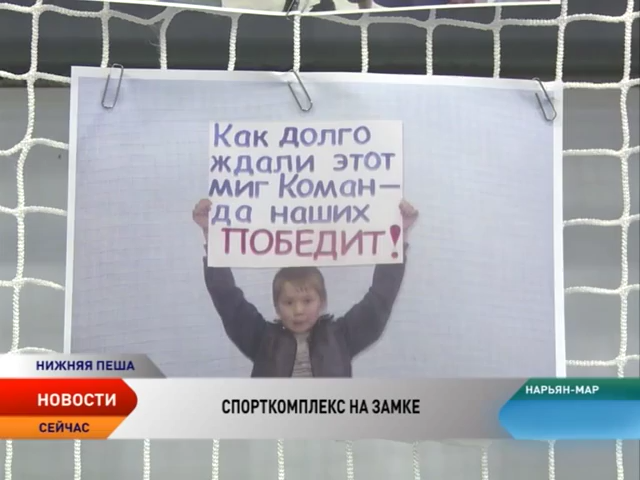 Как долго
ждали этот
миг Коман-
да наших
ПОБЕДИТ!
НИЖНЯЯ ПЕША
НОВОСТИ
СЕЙЧАС
СПОРТКОМПЛЕКС НА ЗАМКЕ
НАРЬЯН-МАР